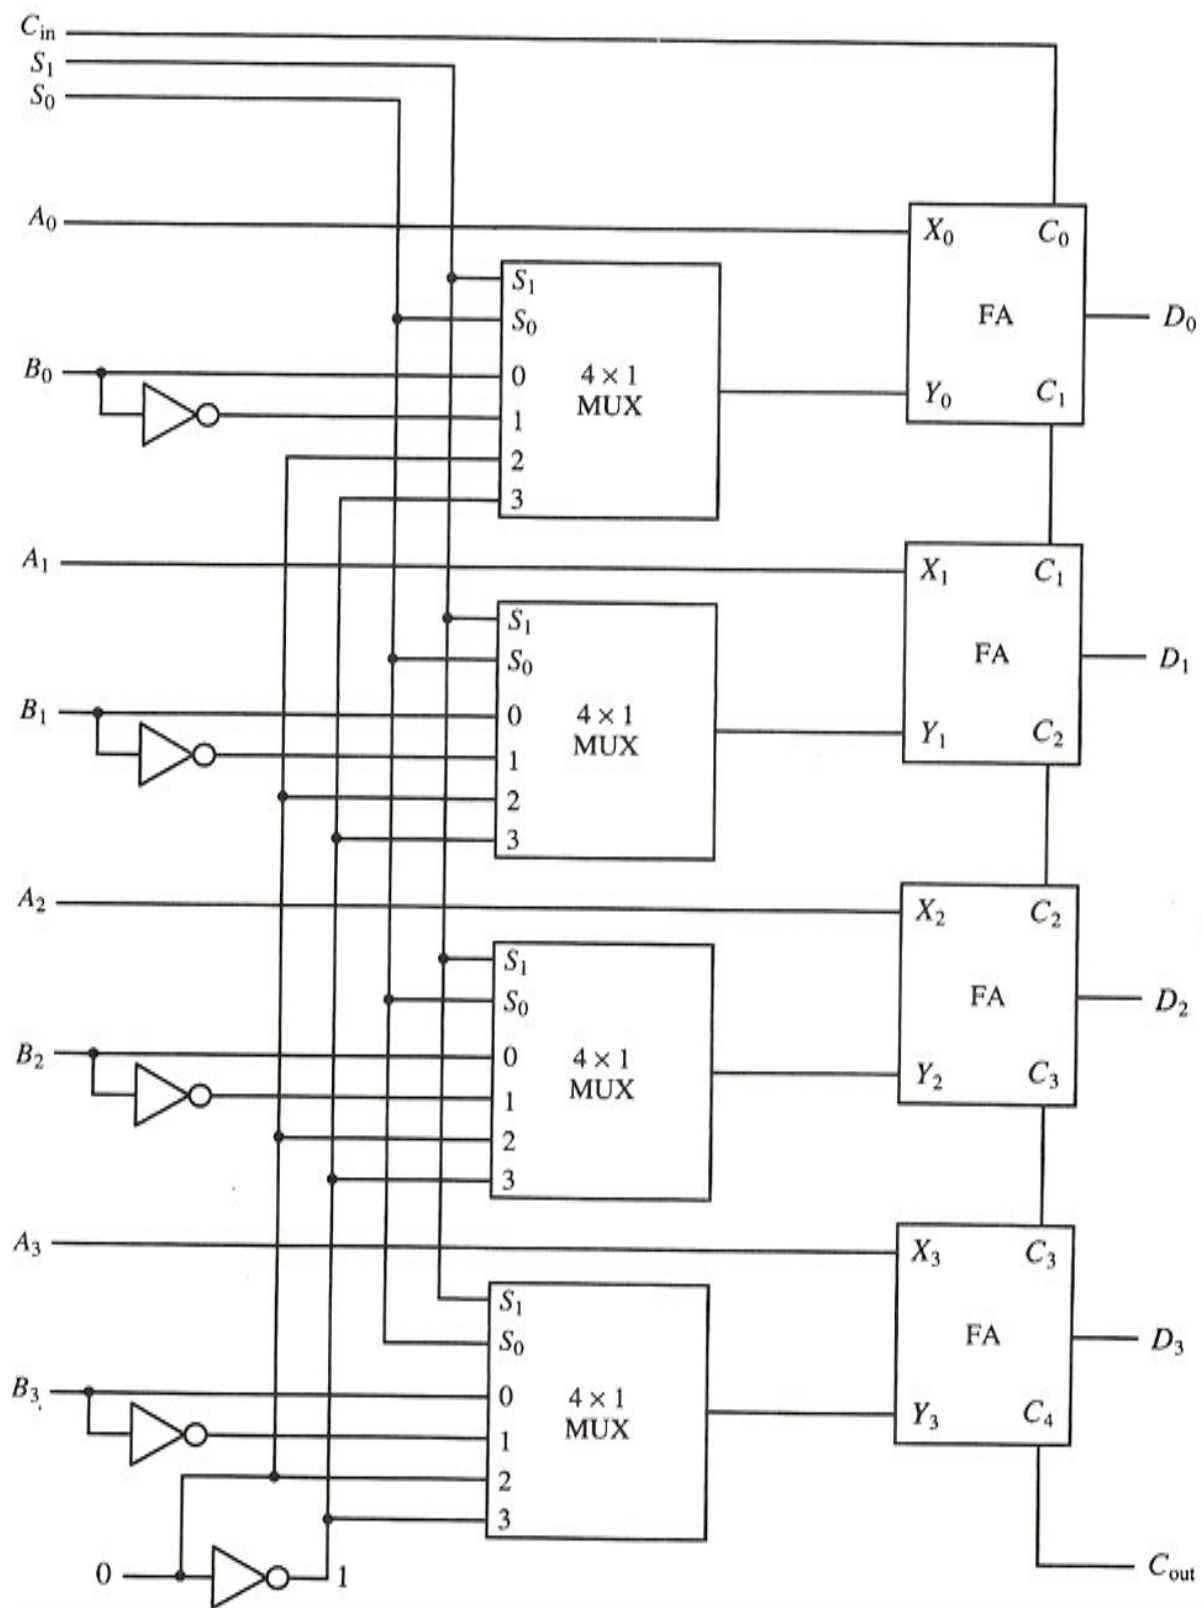 C_in
S_1
S_0
A_0
X_0 C_0
FA
D_0
Y_0 C_1
S_1
S_0
B_0
0
1
2
3
4 × 1
MUX
A_1
X_1 C_1
FA
D_1
Y_1 C_2
S_1
S_0
B_1
0
1
2
3
4 × 1
MUX
A_2
X_2 C_2
FA
D_2
Y_2 C_3
S_1
S_0
B_2
0
1
2
3
4 × 1
MUX
A_3
X_3 C_3
FA
D_3
Y_3 C_4
S_1
S_0
B_3
0
1
2
3
4 × 1
MUX
0
1
C_out